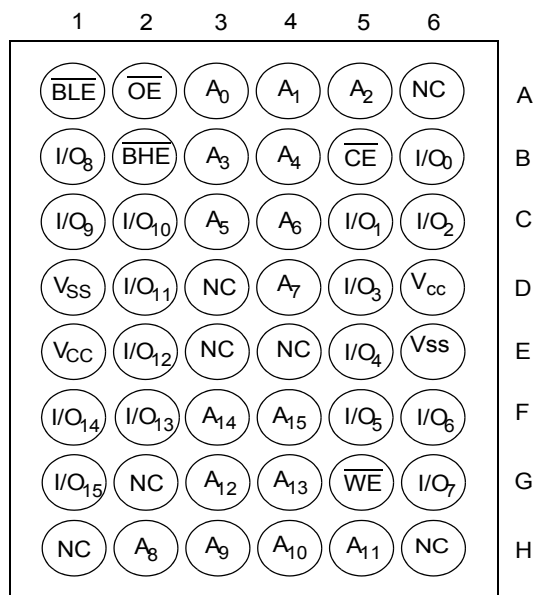 1 2 3 4 5 6
BLE OE A0 A1 A2 NC A
I/O8 BHE A3 A4 CE I/O0 B
I/O9 I/O10 A5 A6 I/O1 I/O2 C
VSS I/O11 NC A7 I/O3 Vcc D
VCC I/O12 NC NC I/O4 Vss E
I/O14 I/O13 A14 A15 I/O5 I/O6 F
I/O15 NC A12 A13 WE I/O7 G
NC A8 A9 A10 A11 NC H